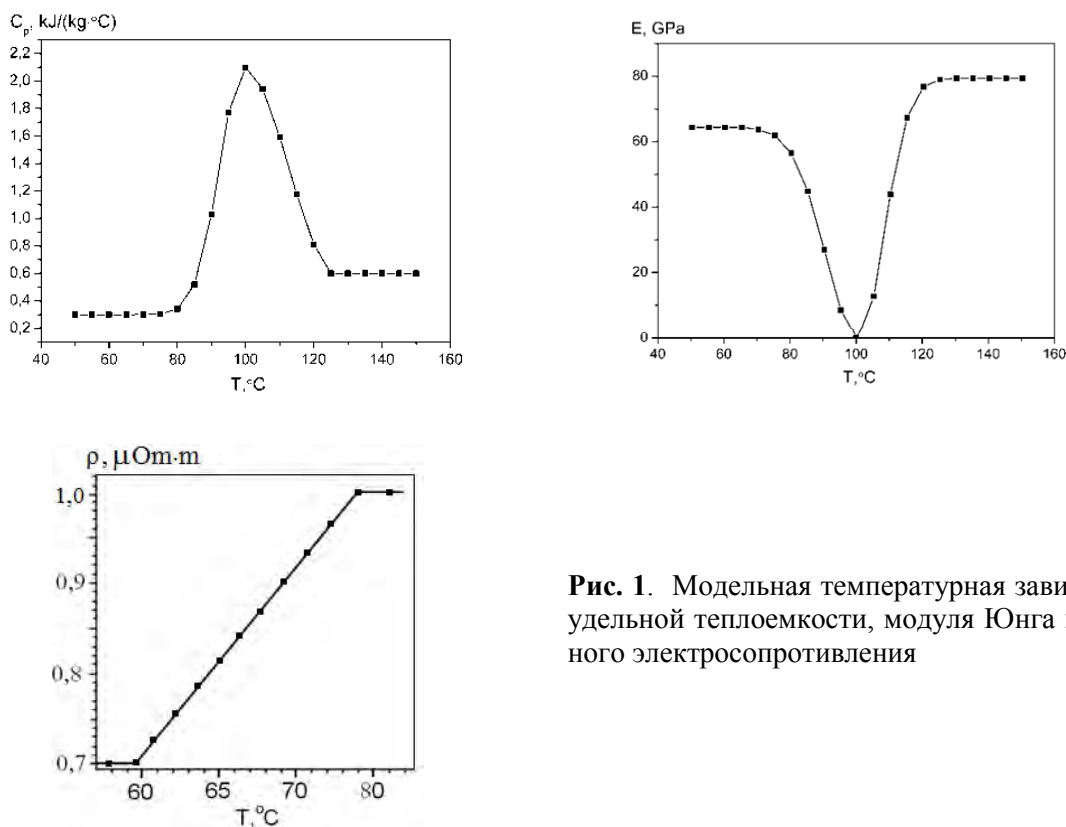 C_p, kJ/(kg·°C)
2,2
2,0
1,8
1,6
1,4
1,2
1,0
0,8
0,6
0,4
0,2
40 60 80 100 120 140 160
T,°C
E, GPa
80
60
40
20
0
40 60 80 100 120 140 160
T,°C
ρ, μOm·m
1,0
0,9
0,8
0,7
60 65 70 80
T,°C
Рис. 1. Модельная температурная
удельной теплоемкости, модуля Юнга
ного электросопротивления